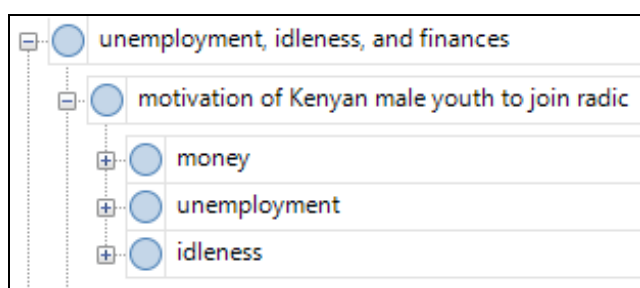 unemployment, idleness, and finances
motivation of Kenyan male youth to join radic
money
unemployment
idleness